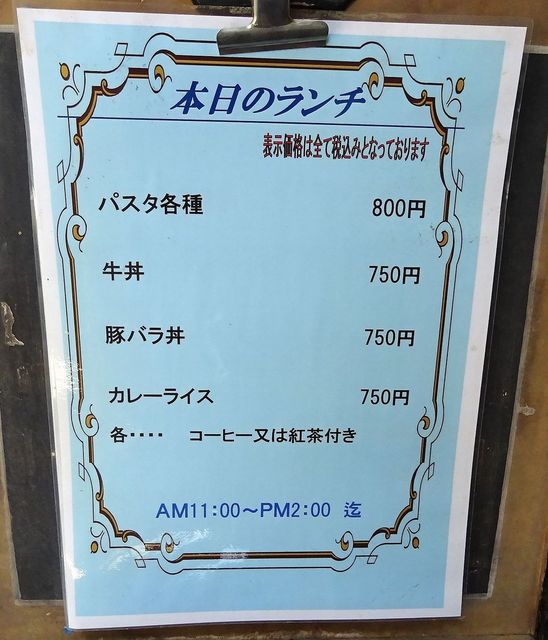 本日のランチ
表示価格は全て税込みとなっております
パスタ各種 800円
牛丼 750円
豚バラ丼 750円
カレーライス 750円
各‥‥ コーヒー又は紅茶付き
AM11:00～PM2:00 迄